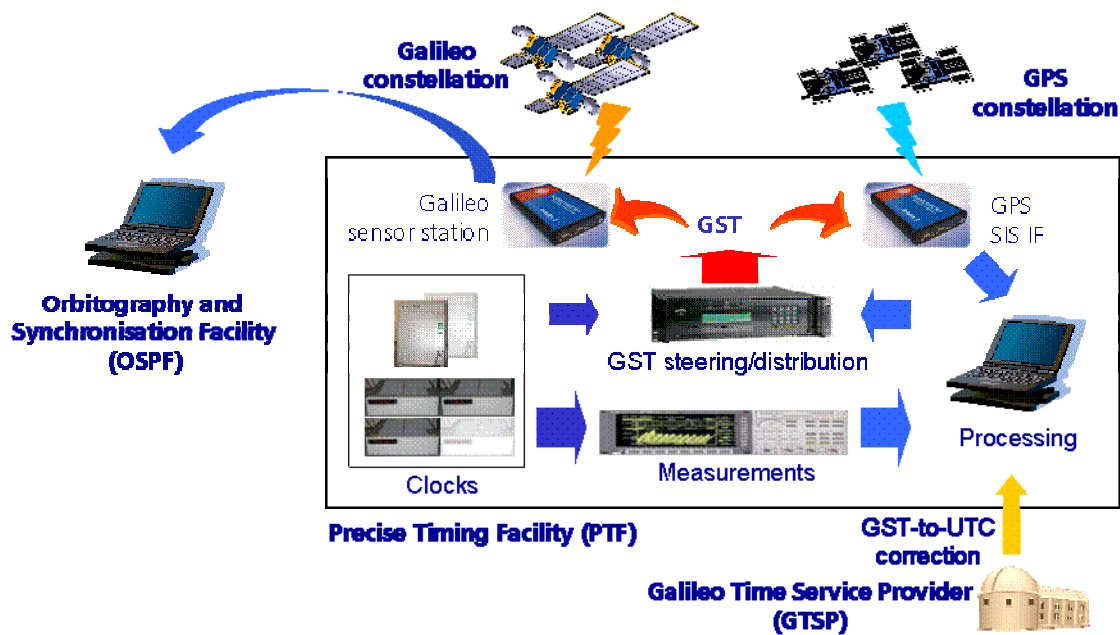 Galileo
constellation
GPS
constellation
Galileo
sensor station
GST
GPS
SIS IF
Orbitography and
Synchronisation Facility
(OSPF)
GST steering/distribution
Processing
Clocks
Measurements
Precise Timing Facility (PTF)
GST-to-UTC
correction
Galileo Time Service Provider
(GTSP)